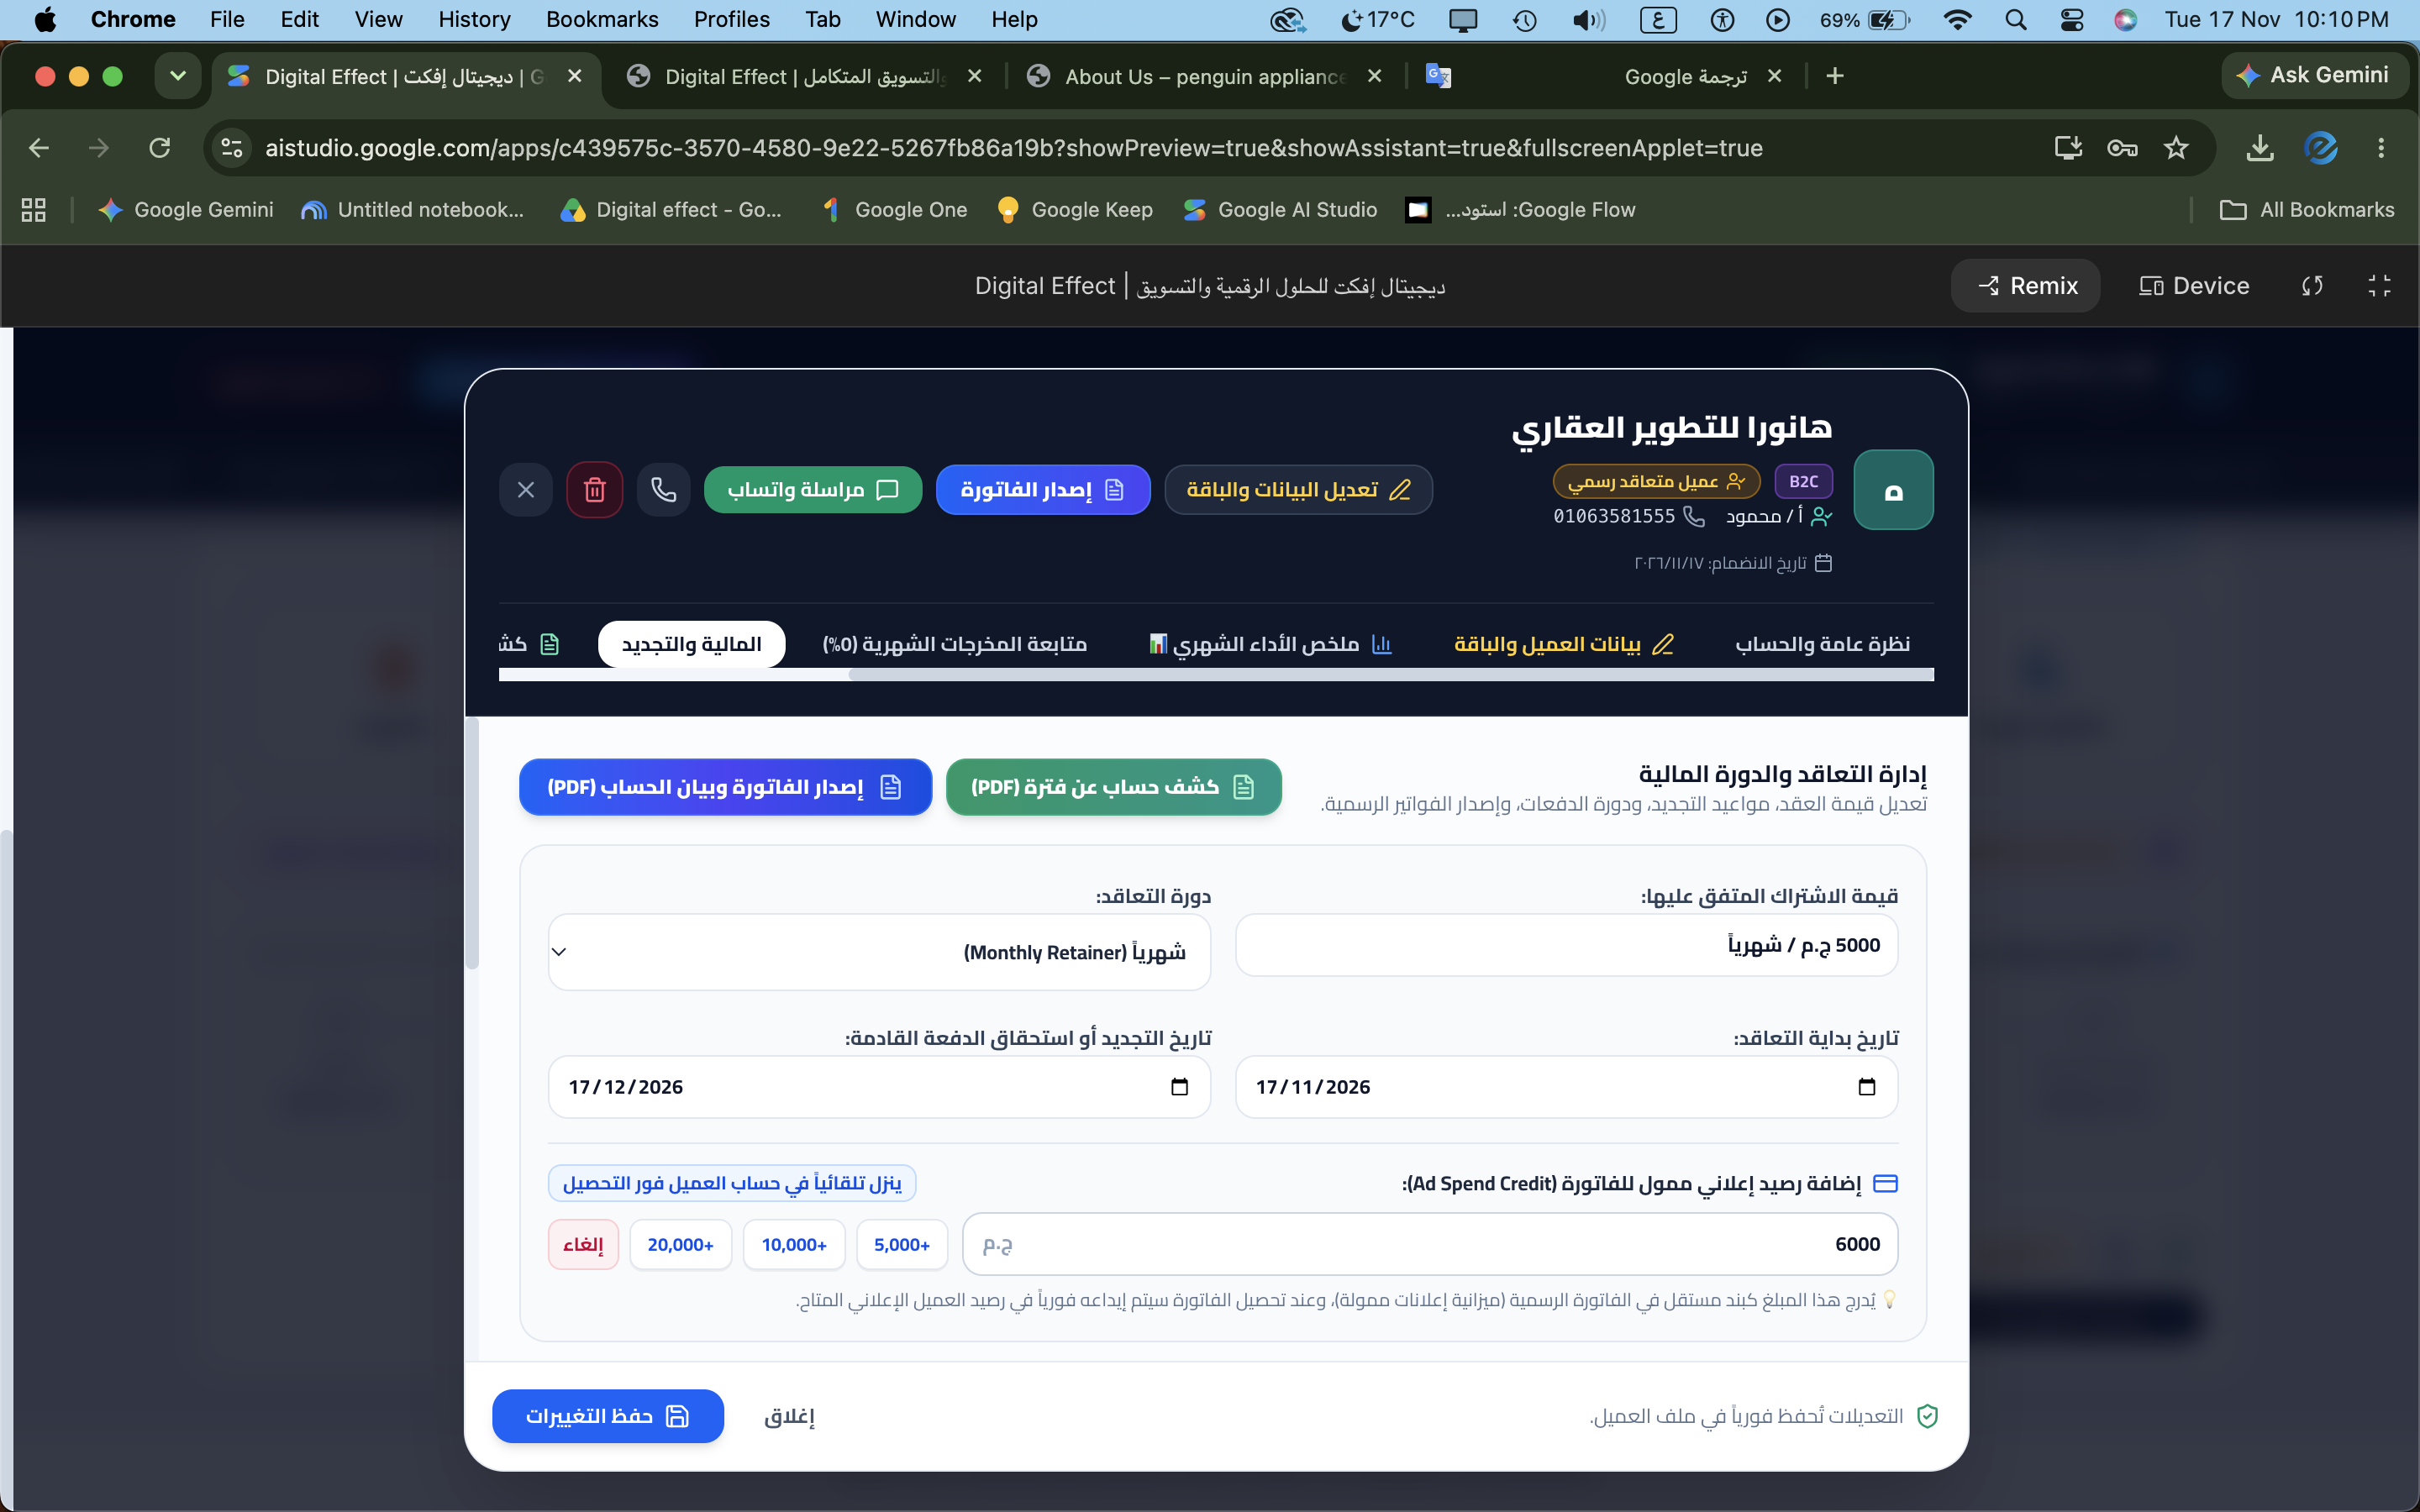 Chrome File Edit View History Bookmarks Profiles Tab Window Help 17°C ع 69% Tue 17 Nov 10:10 PM
Digital Effect | ديجيتال إفكت | G
Digital Effect | والتسويق المتكامل
About Us – penguin appliance
ترجمة Google
Ask Gemini
aistudio.google.com/apps/c439575c-3570-4580-9e22-5267fb86a19b?showPreview=true&showAssistant=true&fullscreenApplet=true
Google Gemini
Untitled notebook...
Digital effect - Go...
Google One
Google Keep
Google AI Studio
Google Flow: استود...
All Bookmarks
Digital Effect | ديجيتال إفكت للحلول الرقمية والتسويق
Remix
Device
هانورا للتطوير العقاري
ه
B2C
عميل متعاقد رسمي
أ / محمود
01063581555
تاريخ الانضمام: ٢٠٢٦/١١/١٧
تعديل البيانات والباقة
إصدار الفاتورة
مراسلة واتساب
نظرة عامة والحساب
بيانات العميل والباقة
ملخص الأداء الشهري 📊
متابعة المخرجات الشهرية (0%)
المالية والتجديد
كش
إدارة التعاقد والدورة المالية
تعديل قيمة العقد، مواعيد التجديد، ودورة الدفعات، وإصدار الفواتير الرسمية.
كشف حساب عن فترة (PDF)
إصدار الفاتورة وبيان الحساب (PDF)
قيمة الاشتراك المتفق عليها:
5000 ج.م / شهرياً
دورة التعاقد:
شهرياً (Monthly Retainer)
تاريخ بداية التعاقد:
17/11/2026
تاريخ التجديد أو استحقاق الدفعة القادمة:
17/12/2026
إضافة رصيد إعلاني ممول للفاتورة (Ad Spend Credit):
ينزل تلقائياً في حساب العميل فور التحصيل
6000
ج.م
+5,000
+10,000
+20,000
إلغاء
💡 يُدرج هذا المبلغ كبند مستقل في الفاتورة الرسمية (ميزانية إعلانات ممولة)، وعند تحصيل الفاتورة سيتم إيداعه فورياً في رصيد العميل الإعلاني المتاح.
التعديلات تُحفظ فورياً في ملف العميل.
إغلاق
حفظ التغييرات